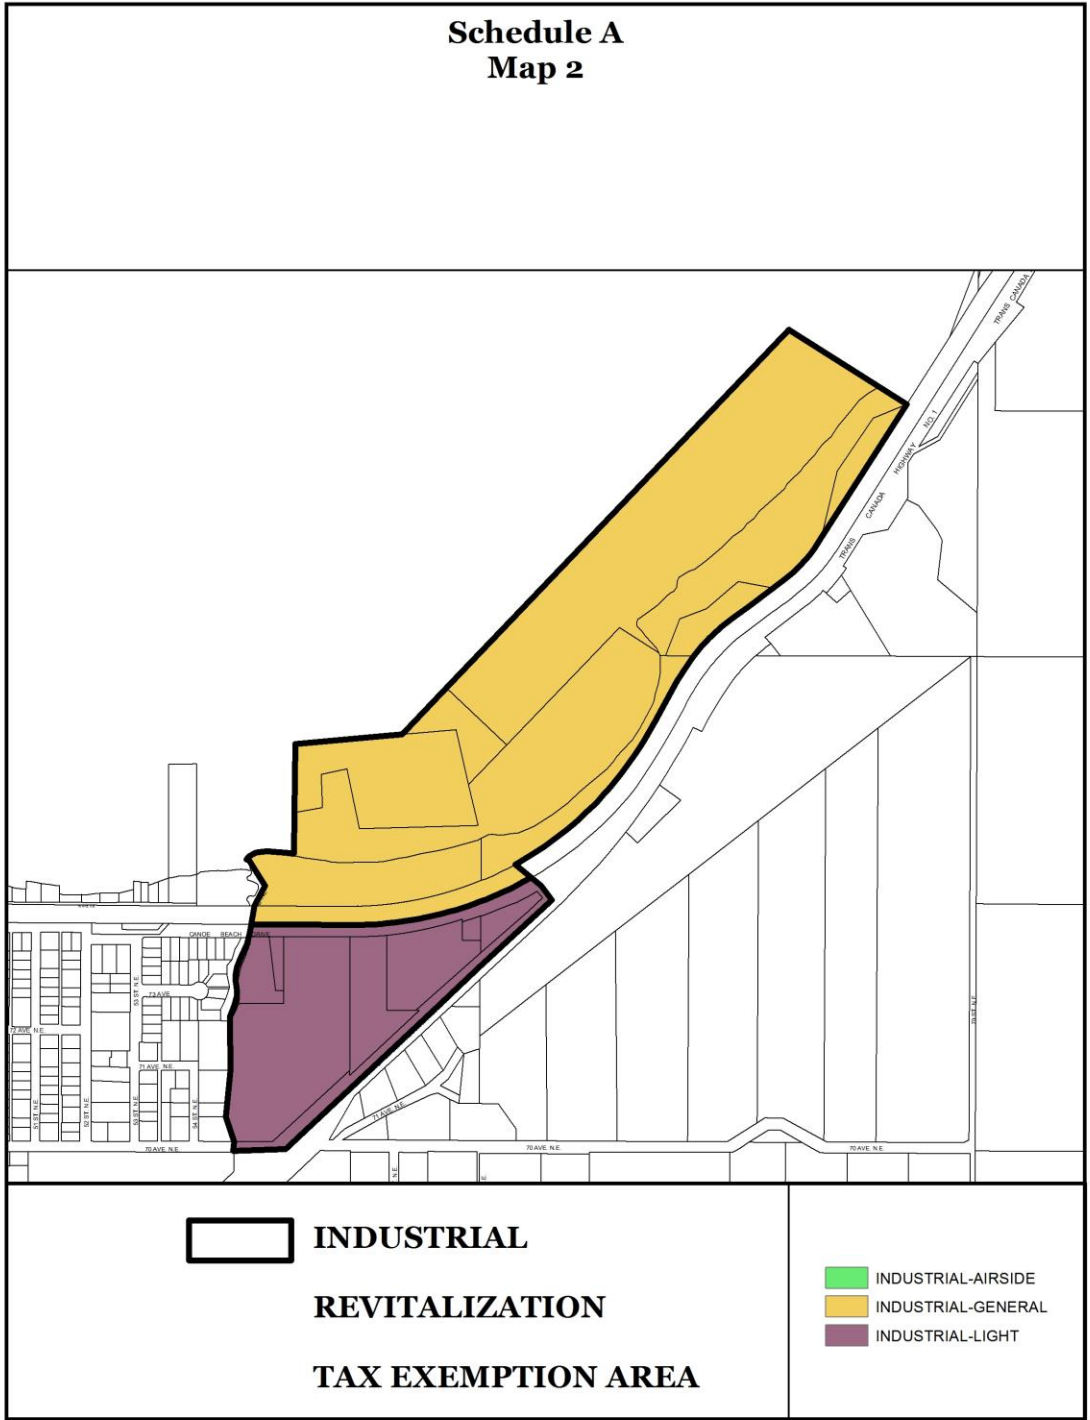 Schedule A
Map 2
TRANS CANADA
HIGHWAY NO. 1
TRANS CANADA
CANOE BEACH DRIVE
53 ST. N.E.
73 AVE
72 AVE. N.E.
71 AVE. N.E.
51 ST. N.E.
52 ST. N.E.
53 ST. N.E.
54 ST. N.E.
70 AVE. N.E.
71 AVE. N.E.
70 AVE. N.E.
70 AVE. N.E.
70 ST. N.E.
N.E.
E.
INDUSTRIAL
REVITALIZATION
TAX EXEMPTION AREA
INDUSTRIAL-AIRSIDE
INDUSTRIAL-GENERAL
INDUSTRIAL-LIGHT